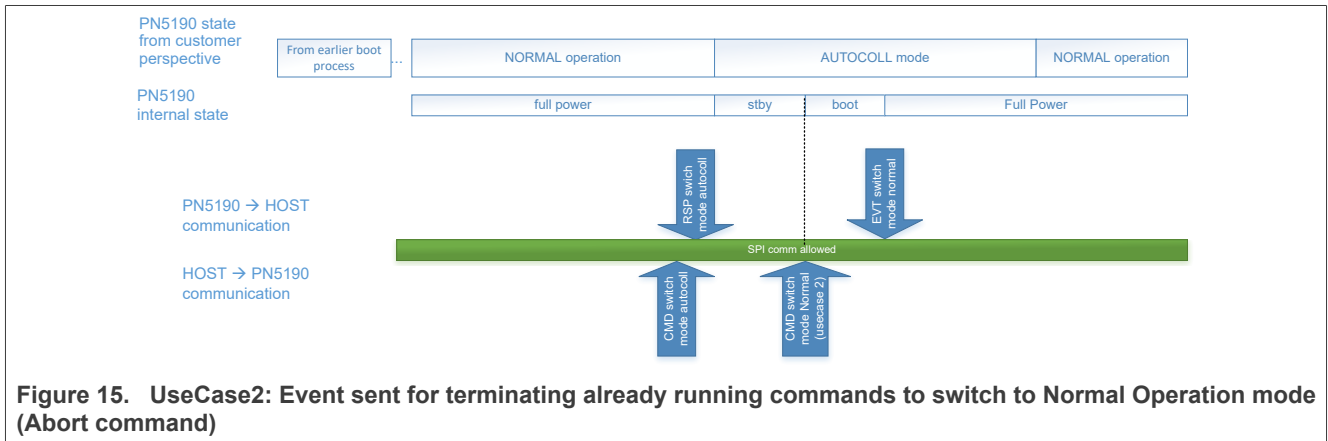 PN5190 state
from customer
perspective
From earlier boot
process
...
NORMAL operation
AUTOCOLL mode
NORMAL operation
PN5190
internal state
full power
stby
boot
Full Power
RSP swich
mode autocoll
EVT switch
mode normal
PN5190 → HOST
communication
SPI comm allowed
HOST → PN5190
communication
CMD switch
mode autocoll
CMD switch
mode Normal
(usecase 2)
Figure 15. UseCase2: Event sent for terminating already running commands to switch to Normal Operation mode
(Abort command)